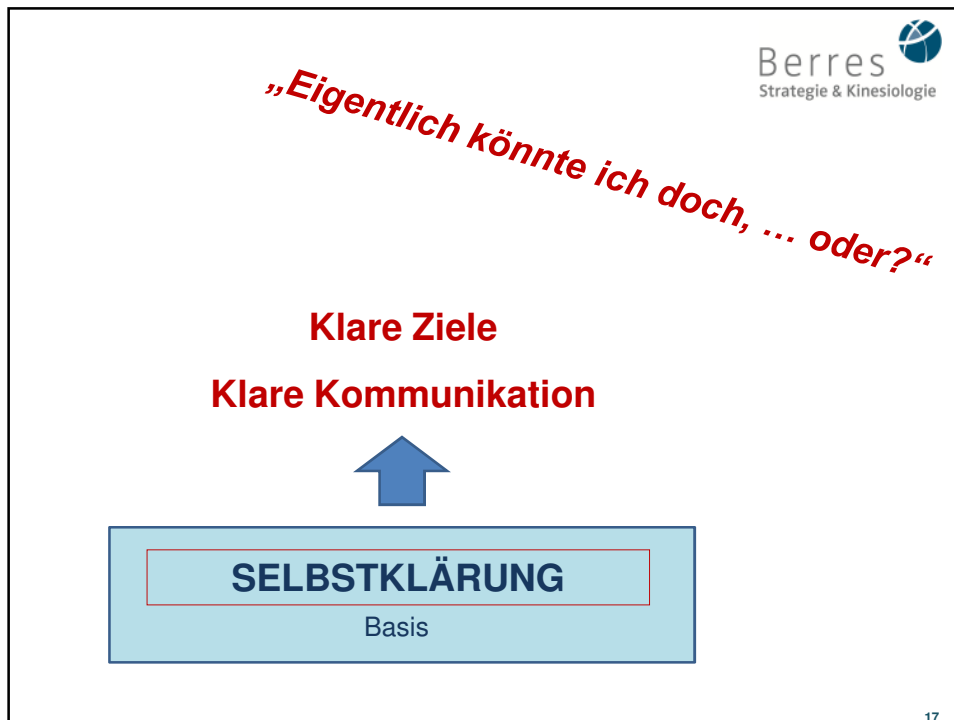 Berres
Strategie & Kinesiologie
„Eigentlich könnte ich doch, … oder?“
Klare Ziele
Klare Kommunikation
SELBSTKLÄRUNG
Basis
17